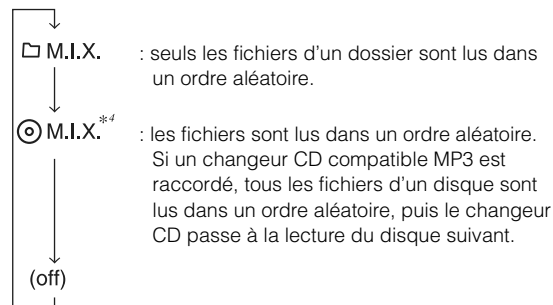 M.I.X. : seuls les fichiers d'un dossier sont lus dans
un ordre aléatoire.
M.I.X.*4 : les fichiers sont lus dans un ordre aléatoire.
Si un changeur CD compatible MP3 est
raccordé, tous les fichiers d'un disque sont
lus dans un ordre aléatoire, puis le changeur
CD passe à la lecture du disque suivant.
(off)